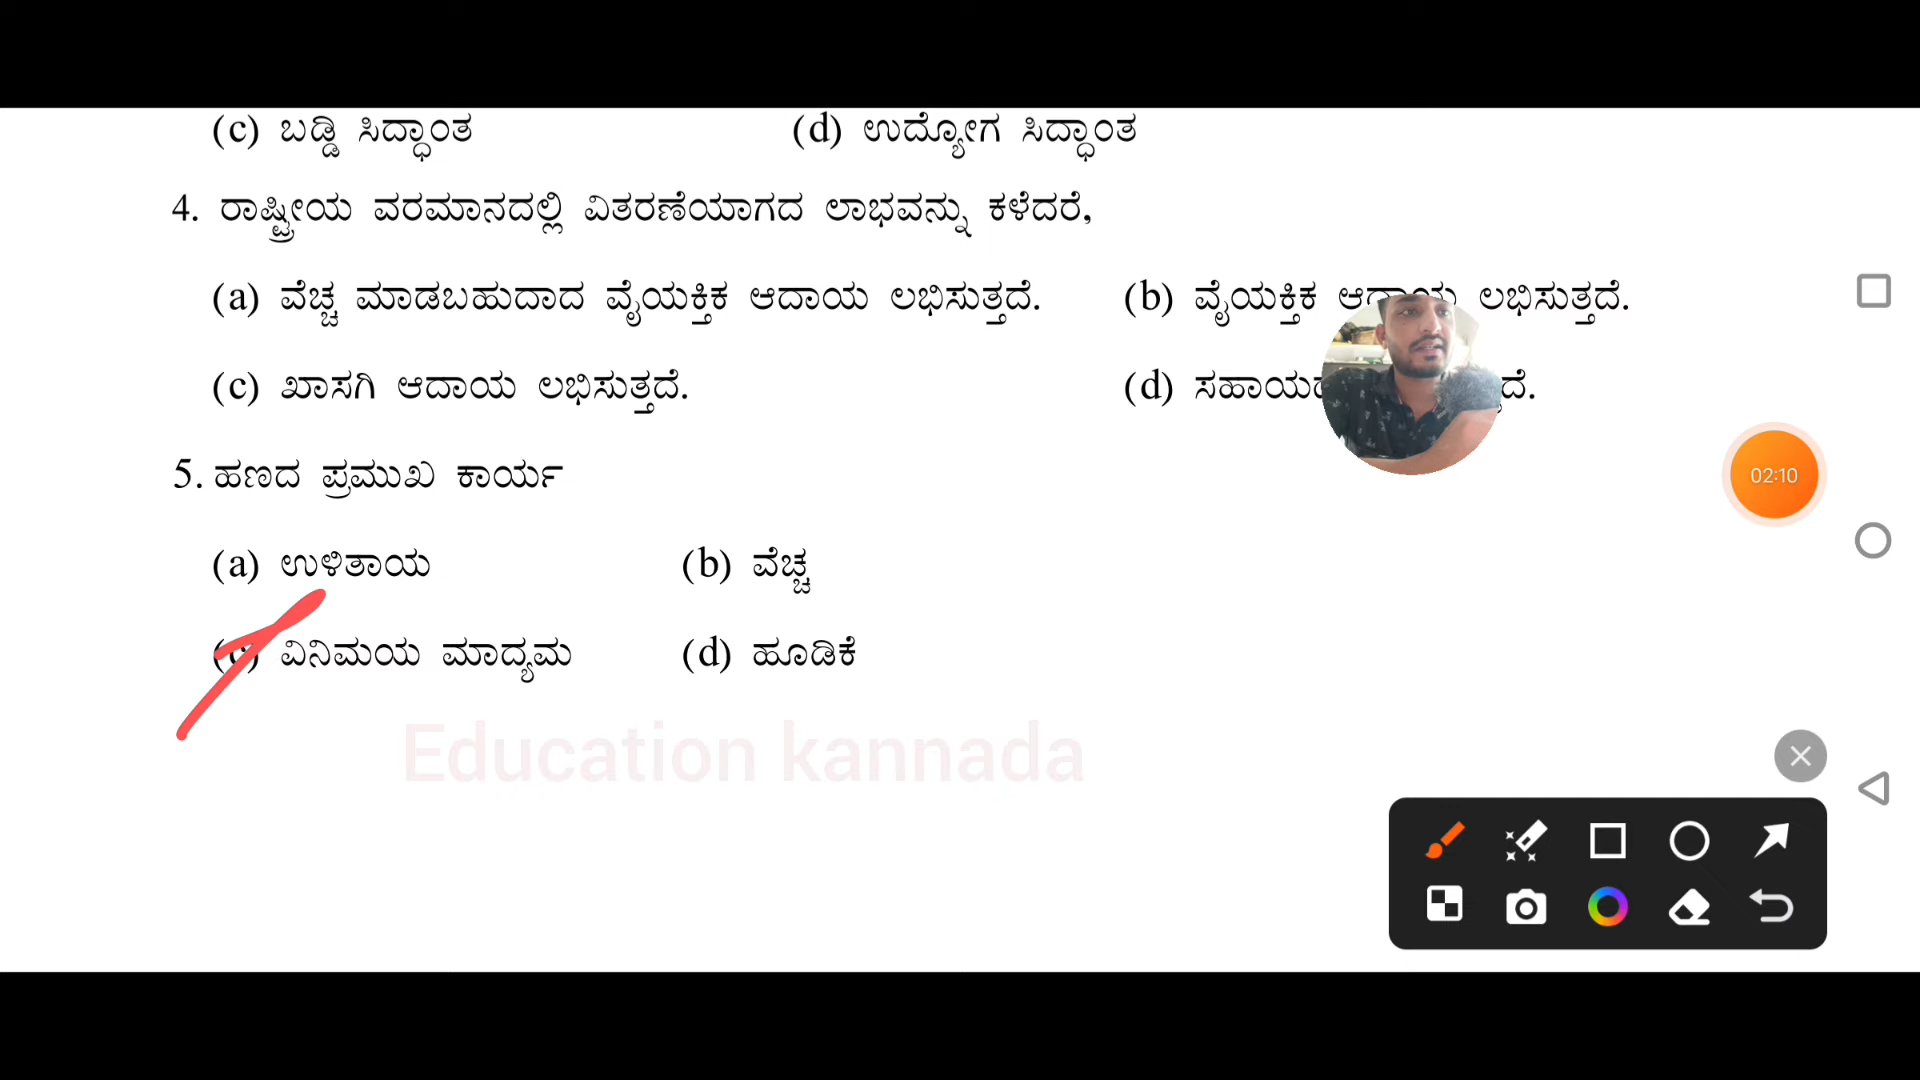 (c) ಬಡ್ಡಿ ಸಿದ್ಧಾಂತ (d) ಉದ್ಯೋಗ ಸಿದ್ಧಾಂತ
4. ರಾಷ್ಟ್ರೀಯ ವರಮಾನದಲ್ಲಿ ವಿತರಣೆಯಾಗದ ಲಾಭವನ್ನು ಕಳೆದರೆ,
(a) ವೆಚ್ಚ ಮಾಡಬಹುದಾದ ವೈಯಕ್ತಿಕ ಆದಾಯ ಲಭಿಸುತ್ತದೆ. (b) ವೈಯಕ್ತಿಕ ಆದಾಯ ಲಭಿಸುತ್ತದೆ.
(c) ಖಾಸಗಿ ಆದಾಯ ಲಭಿಸುತ್ತದೆ. (d)
5. ಹಣದ ಪ್ರಮುಖ ಕಾರ್ಯ
02:10
(a) ಉಳಿತಾಯ (b) ವೆಚ್ಚ
(c) ವಿನಿಮಯ ಮಾದ್ಯಮ (d) ಹೂಡಿಕೆ
Education kannada